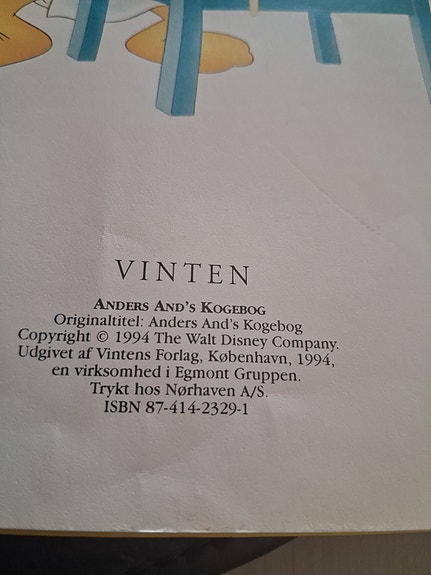 VINTEN
ANDERS AND'S KOGEBOG
Originaltitel: Anders And's Kogebog
Copyright © 1994 The Walt Disney Company.
Udgivet af Vintens Forlag, København, 1994,
en virksomhed i Egmont Gruppen.
Trykt hos Nørhaven A/S.
ISBN 87-414-2329-1